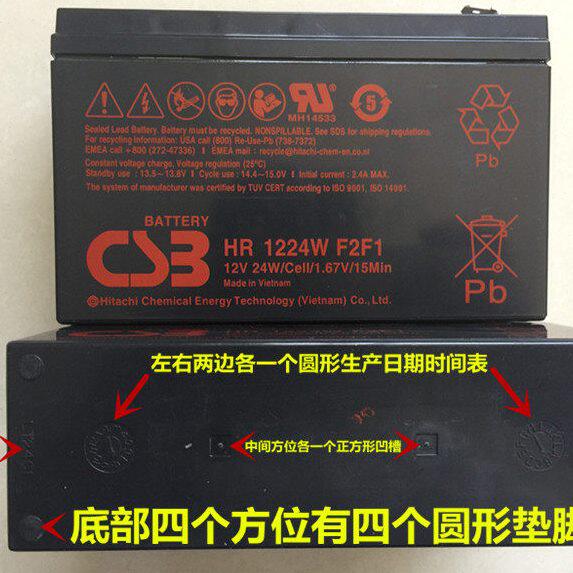 MH14533
5
Sealed Lead Battery. Battery must be recycled. NONSPILLABLE. See SDS for shipping docs.
For recycling information: USA call (800) Re-Use-Pb (738-7372)
EMEA call +800 (272-47336) | EMEA mail : recycle@hitachi-chem-en.co.nl
Constant voltage charge, Voltage regulation (25°C)
Standby use : 13.5~13.8V | Cycle use : 14.4~15.0V | Initial current : 2.4A MAX.
The system of manufacturer was certified by TUV CERT according to ISO 9001, ISO 14001.
Pb
BATTERY
CSB
HR 1224W F2F1
12V 24W/Cell/1.67V/15Min
Made in Vietnam
Pb
Hitachi Chemical Energy Technology (Vietnam) Co., Ltd.
左右两边各一个圆形生产日期时间表
中间方位各一个正方形凹槽
底部四个方位有四个圆形垫脚